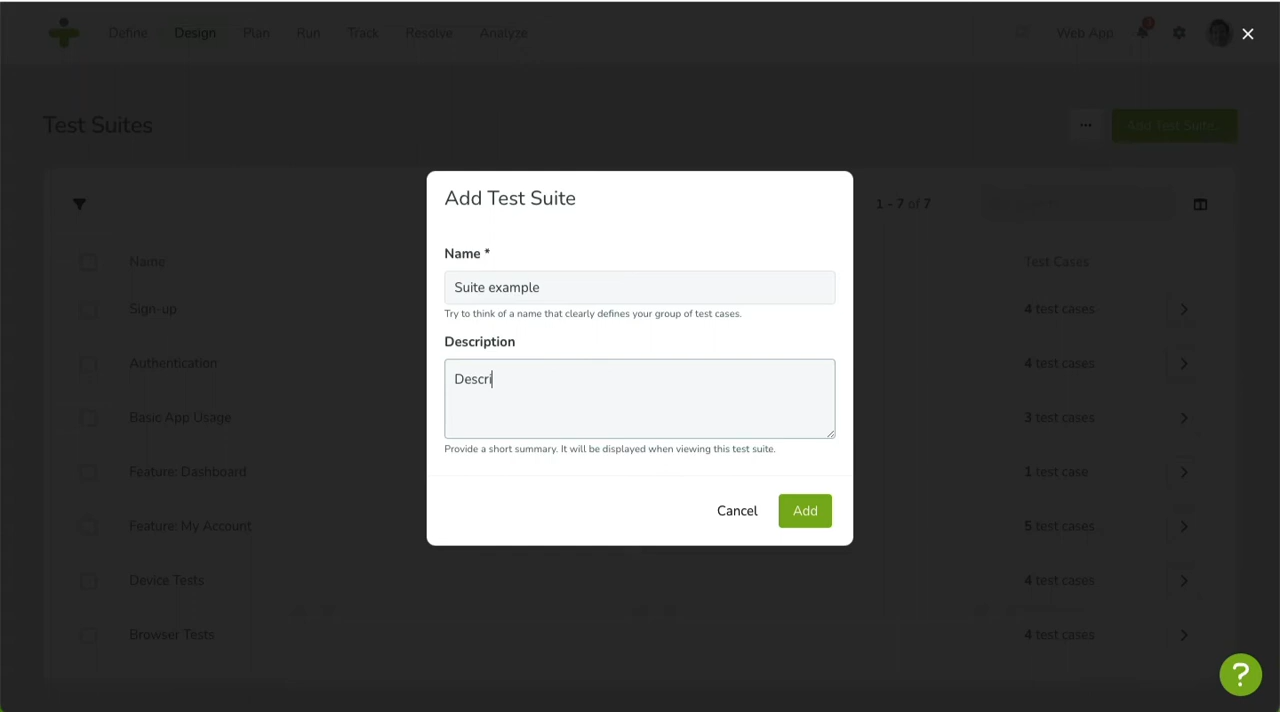 Define Design Plan Run Track Resolve Analyze Web App
Test Suites
... Add Test Suite...
Add Test Suite
1 - 7 of 7
Name *
Name Test Cases
Suite example
Try to think of a name that clearly defines your group of test cases.
Sign-up 4 test cases
Description
Authentication 4 test cases
Descri
Basic App Usage 3 test cases
Provide a short summary. It will be displayed when viewing this test suite.
Feature: Dashboard 1 test case
Cancel Add
Feature: My Account 5 test cases
Device Tests 4 test cases
Browser Tests 4 test cases
?